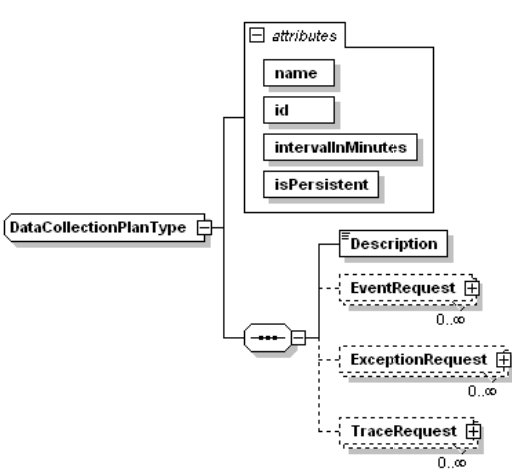 attributes
name
id
intervalInMinutes
isPersistent
DataCollectionPlanType
Description
EventRequest
0..∞
ExceptionRequest
0..∞
TraceRequest
0..∞